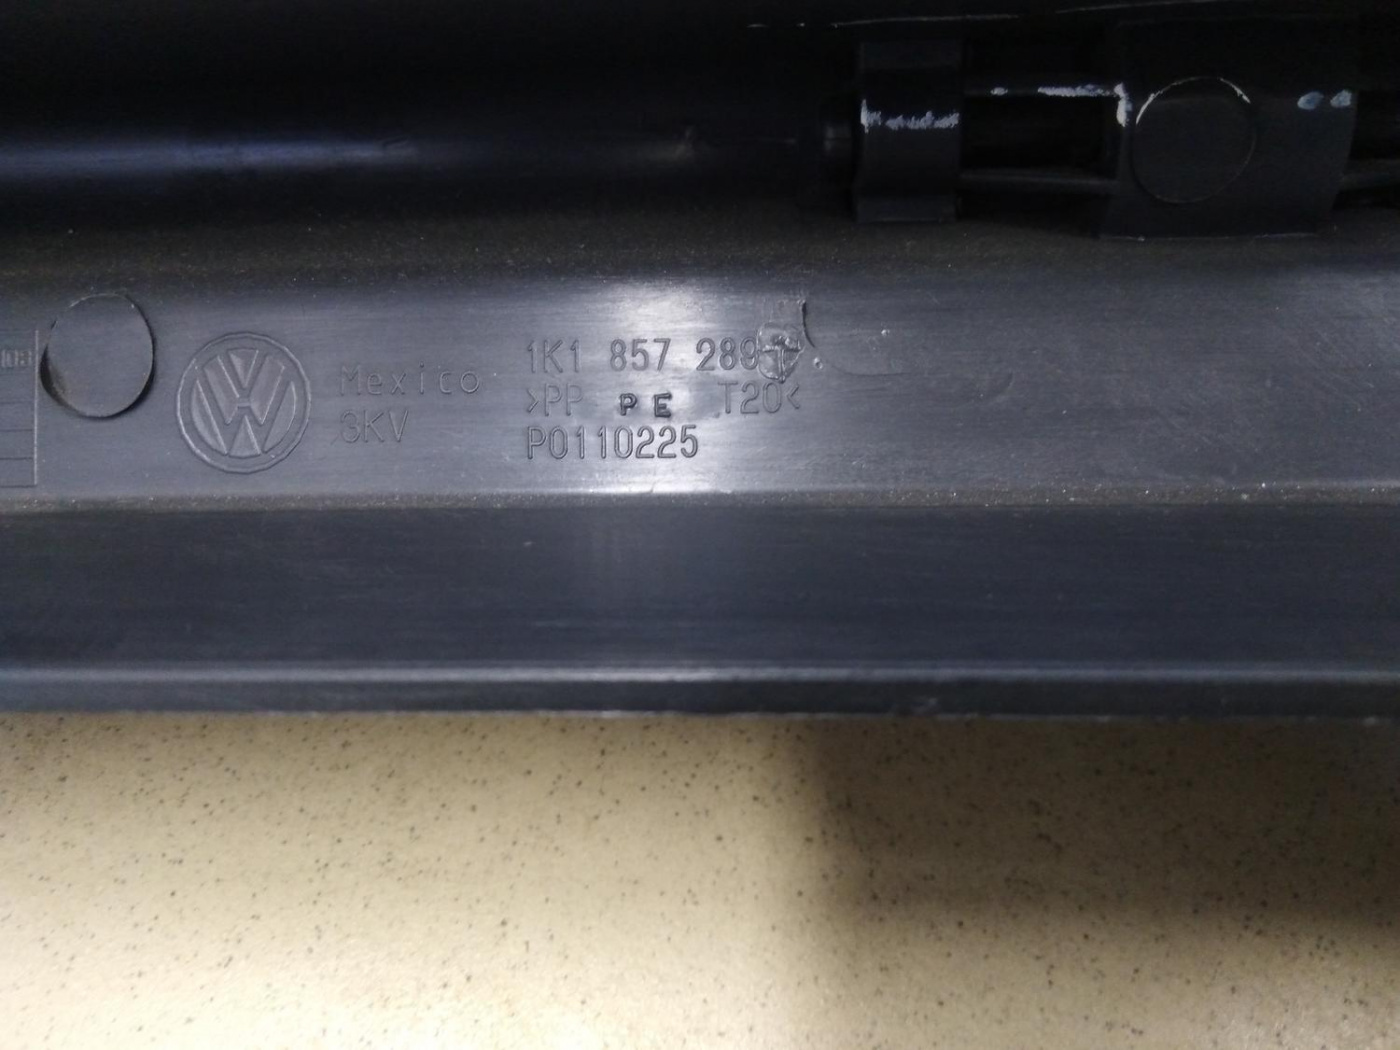 Mexico
3KV
1K1 857 289
>PP PE T20<
P0110225